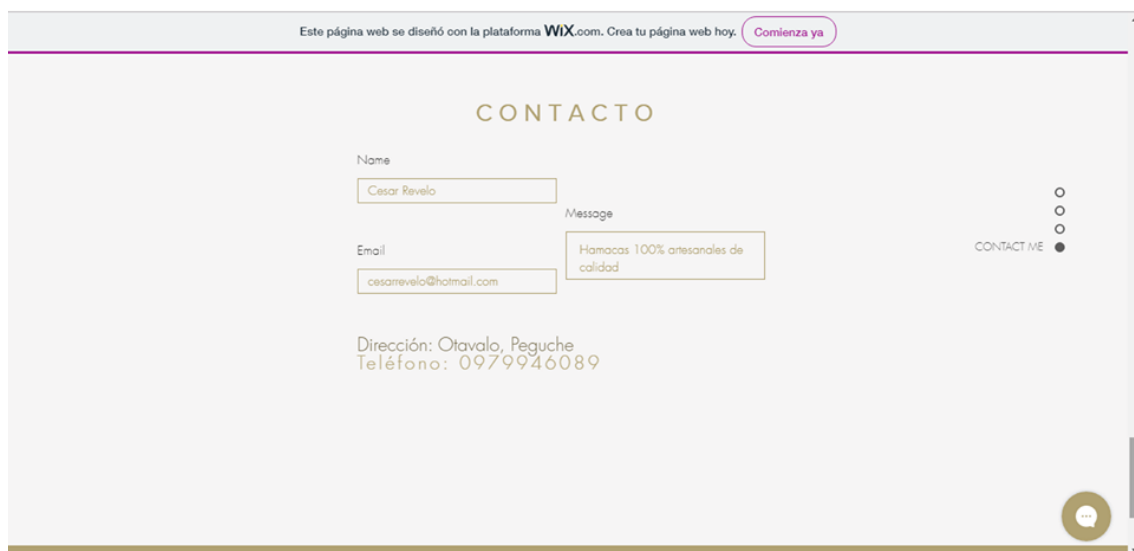 Este página web se diseñó con la plataforma WiX.com. Crea tu página web hoy. Comienza ya
CONTACTO
Name
Cesar Revelo
Message
Hamacas 100% artesanales de
calidad
Email
cesarrevelo@hotmail.com
CONTACT ME
Dirección: Otavalo, Peguche
Teléfono: 0979946089